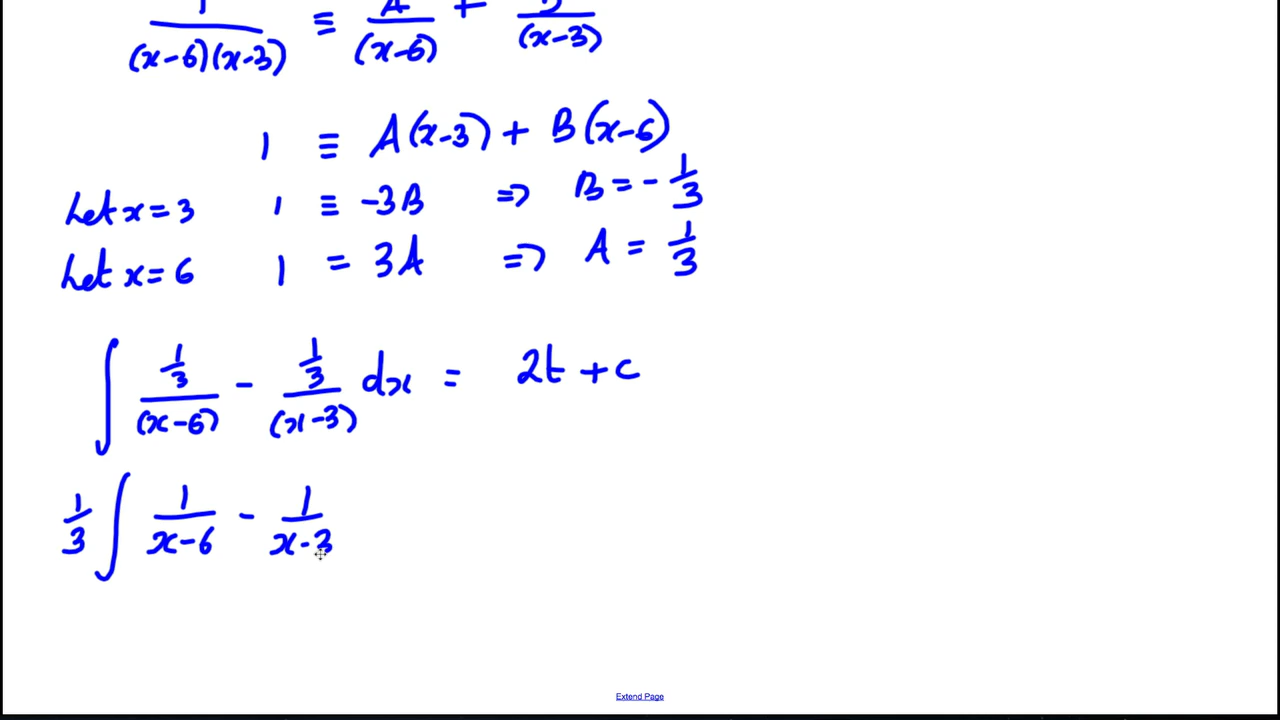 1/((x-6)(x-3)) ≡ A/(x-6) + B/(x-3)
1 ≡ A(x-3) + B(x-6)
Let x=3 1 ≡ -3B => B = -1/3
Let x=6 1 = 3A => A = 1/3
∫ (1/3)/(x-6) - (1/3)/(x-3) dx = 2t + c
1/3 ∫ 1/(x-6) - 1/(x-3)
Extend Page